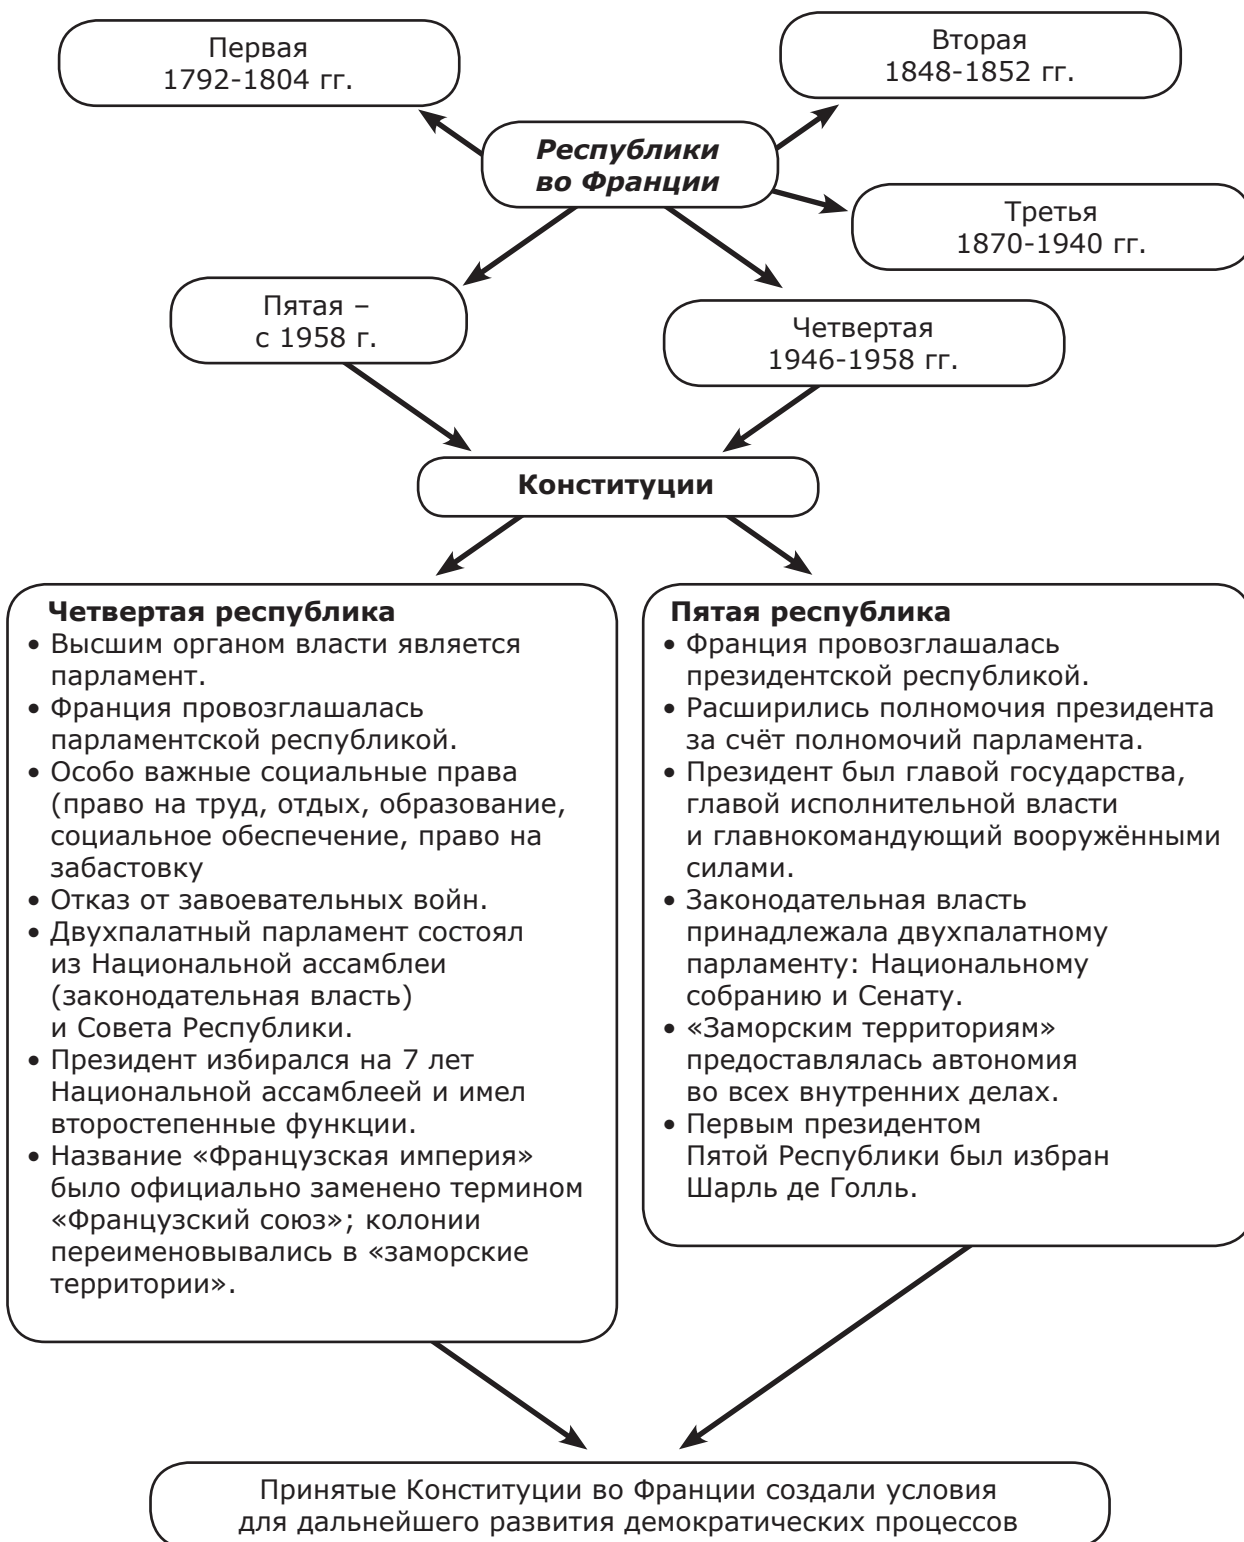 Первая
1792-1804 гг.
Вторая
1848-1852 гг.
Республики
во Франции
Третья
1870-1940 гг.
Пятая –
с 1958 г.
Четвертая
1946-1958 гг.
Конституции
Четвертая республика
• Высшим органом власти является
парламент.
• Франция провозглашалась
парламентской республикой.
• Особо важные социальные права
(право на труд, отдых, образование,
социальное обеспечение, право на
забастовку
• Отказ от завоевательных войн.
• Двухпалатный парламент состоял
из Национальной ассамблеи
(законодательная власть)
и Совета Республики.
• Президент избирался на 7 лет
Национальной ассамблеей и имел
второстепенные функции.
• Название «Французская империя»
было официально заменено термином
«Французский союз»; колонии
переименовывались в «заморские
территории».
Пятая республика
• Франция провозглашалась
президентской республикой.
• Расширились полномочия президента
за счёт полномочий парламента.
• Президент был главой государства,
главой исполнительной власти
и главнокомандующий вооружёнными
силами.
• Законодательная власть
принадлежала двухпалатному
парламенту: Национальному
собранию и Сенату.
• «Заморским территориям»
предоставлялась автономия
во всех внутренних делах.
• Первым президентом
Пятой Республики был избран
Шарль де Голль.
Принятые Конституции во Франции создали условия
для дальнейшего развития демократических процессов